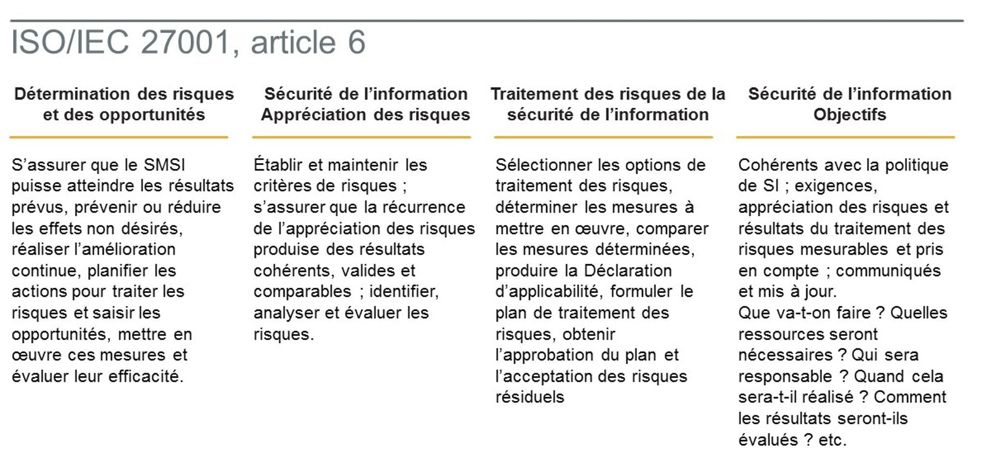 ISO/IEC 27001, article 6
Détermination des risques
et des opportunités
S’assurer que le SMSI
puisse atteindre les résultats
prévus, prévenir ou réduire
les effets non désirés,
réaliser l’amélioration
continue, planifier les
actions pour traiter les
risques et saisir les
opportunités, mettre en
œuvre ces mesures et
évaluer leur efficacité.
Sécurité de l’information
Appréciation des risques
Établir et maintenir les
critères de risques ;
s’assurer que la récurrence
de l’appréciation des risques
produise des résultats
cohérents, valides et
comparables ; identifier,
analyser et évaluer les
risques.
Traitement des risques de la
sécurité de l’information
Sélectionner les options de
traitement des risques,
déterminer les mesures à
mettre en œuvre, comparer
les mesures déterminées,
produire la Déclaration
d’applicabilité, formuler le
plan de traitement des
risques, obtenir
l’approbation du plan et
l’acceptation des risques
résiduels
Sécurité de l’information
Objectifs
Cohérents avec la politique
de SI ; exigences,
appréciation des risques et
résultats du traitement des
risques mesurables et pris
en compte ; communiqués
et mis à jour.
Que va-t-on faire ? Quelles
ressources seront
nécessaires ? Qui sera
responsable ? Quand cela
sera-t-il réalisé ? Comment
les résultats seront-ils
évalués ? etc.